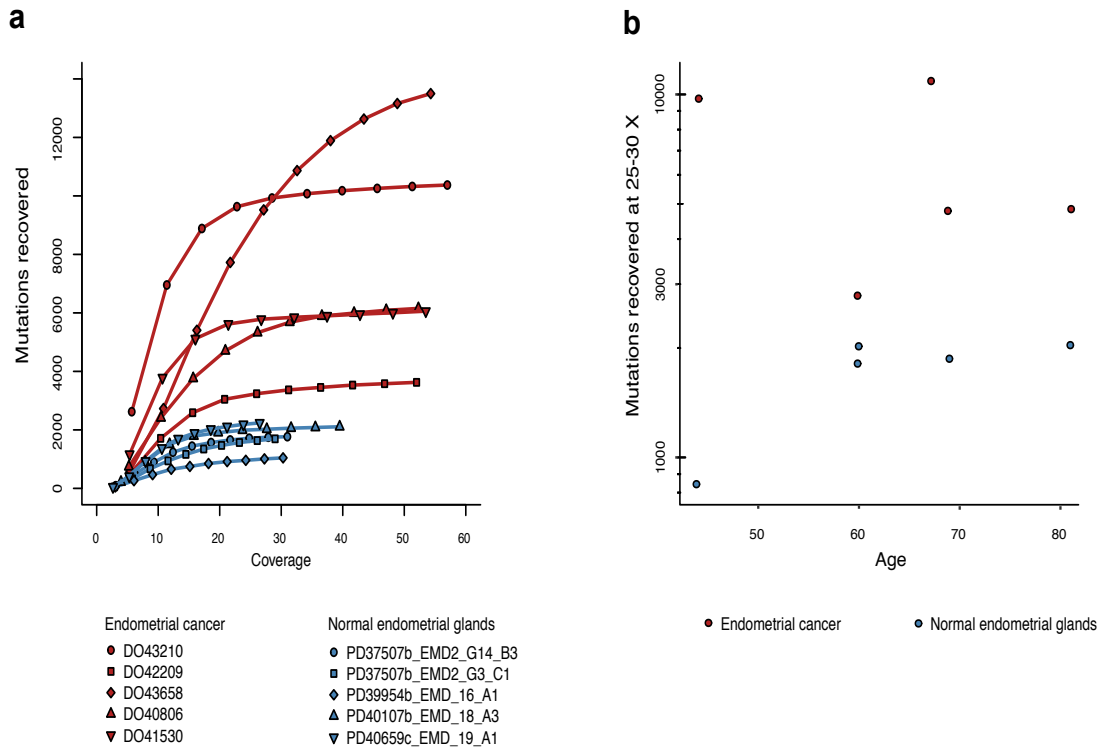 a
Mutations recovered
0
2000
4000
6000
8000
12000
0
10
20
30
40
50
60
Coverage
Endometrial cancer
DO43210
DO42209
DO43658
DO40806
DO41530
Normal endometrial glands
PD37507b_EMD2_G14_B3
PD37507b_EMD2_G3_C1
PD39954b_EMD_16_A1
PD40107b_EMD_18_A3
PD40659c_EMD_19_A1
b
Mutations recovered at 25-30 X
1000
3000
10000
50
60
70
80
Age
Endometrial cancer
Normal endometrial glands